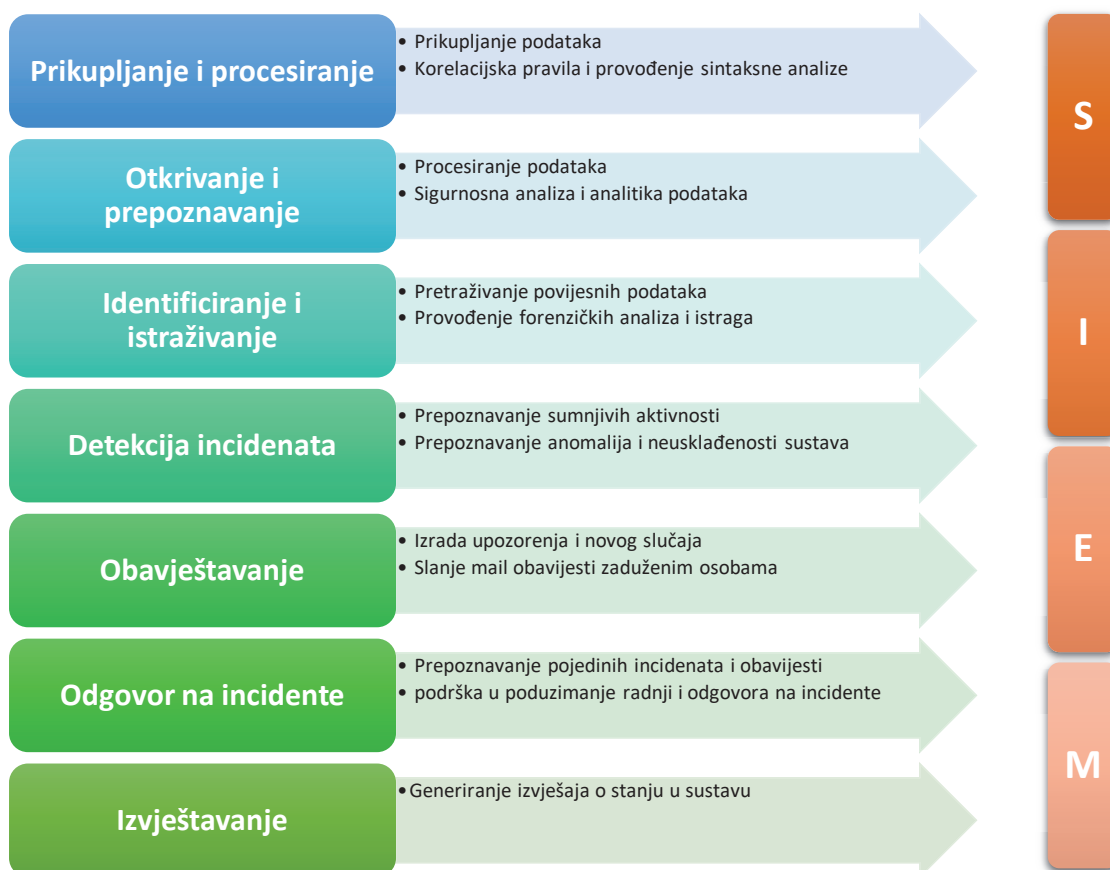 Prikupljanje i procesiranje
• Prikupljanje podataka
• Korelacijska pravila i provođenje sintaksne analize
Otkrivanje i
prepoznavanje
• Procesiranje podataka
• Sigurnosna analiza i analitika podataka
Identificiranje i
istraživanje
• Pretraživanje povijesnih podataka
• Provođenje forenzičkih analiza i istraga
Detekcija incidenata
• Prepoznavanje sumnjivih aktivnosti
• Prepoznavanje anomalija i neusklađenosti sustava
Obavještavanje
• Izrada upozorenja i novog slučaja
• Slanje mail obavijesti zaduženim osobama
Odgovor na incidente
• Prepoznavanje pojedinih incidenata i obavijesti
• podrška u poduzimanje radnji i odgovora na incidente
Izvještavanje
•Generiranje izvješaja o stanju u sustavu
S
I
E
M